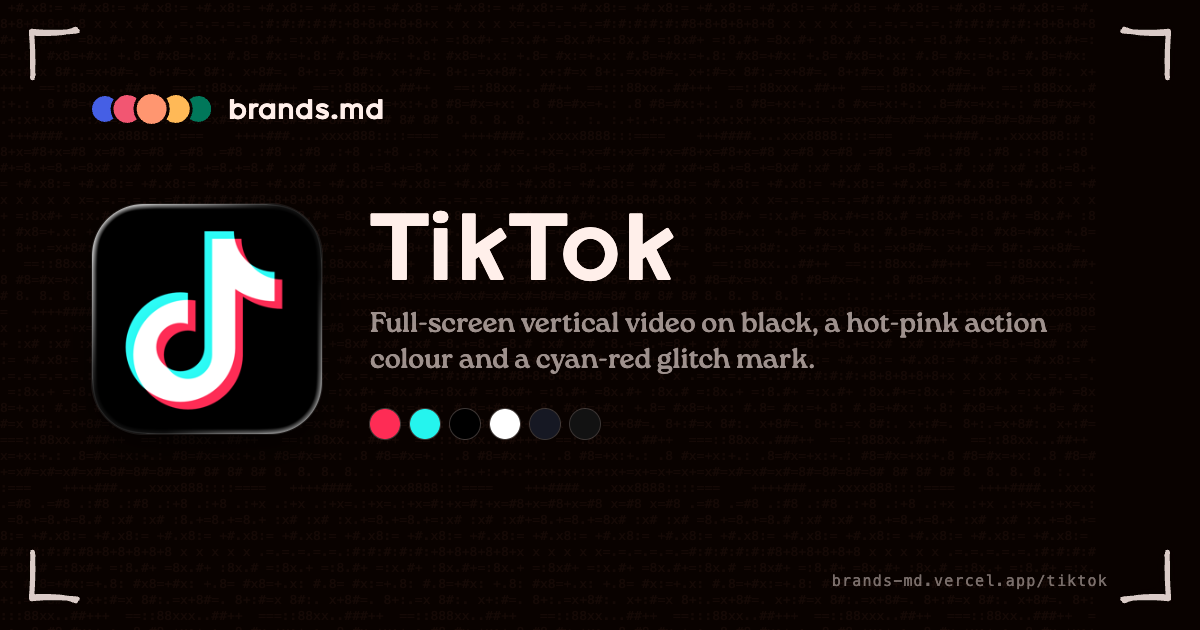 brands.md
TikTok
Full-screen vertical video on black, a hot-pink action
colour and a cyan-red glitch mark.
brands-md.vercel.app/tiktok